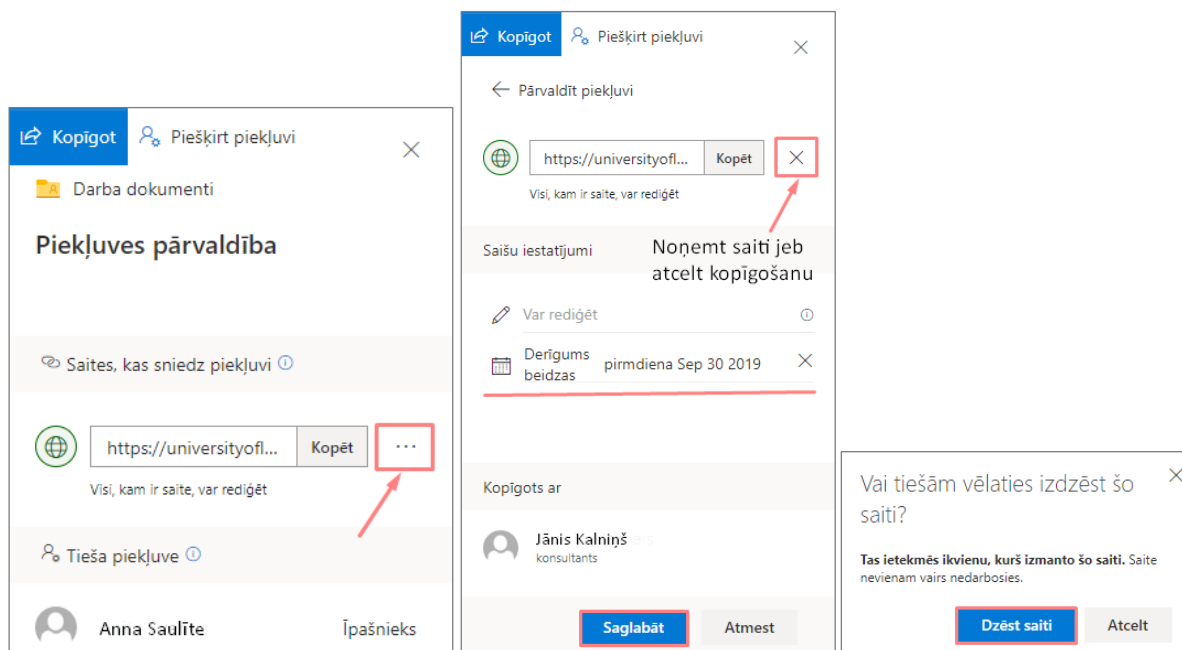 Kopīgot
Piešķirt piekļuvi
Darba dokumenti
Piekļuves pārvaldība
Saites, kas sniedz piekļuvi
https://universityofl...
Kopēt
Visi, kam ir saite, var rediģēt
Tieša piekļuve
Anna Saulīte
Īpašnieks
Kopīgot
Piešķirt piekļuvi
Pārvaldīt piekļuvi
https://universityofl...
Kopēt
Visi, kam ir saite, var rediģēt
Noņemt saiti jeb
atcelt kopīgošanu
Saišu iestatījumi
Var rediģēt
Derīgums
beidzas
pirmdiena Sep 30 2019
Kopīgots ar
Jānis Kalniņš
konsultants
Saglabāt
Atmest
Vai tiešām vēlaties izdzēst šo
saiti?
Tas ietekmēs ikvienu, kurš izmanto šo saiti. Saite
nevienam vairs nedarbosies.
Dzēst saiti
Atcelt